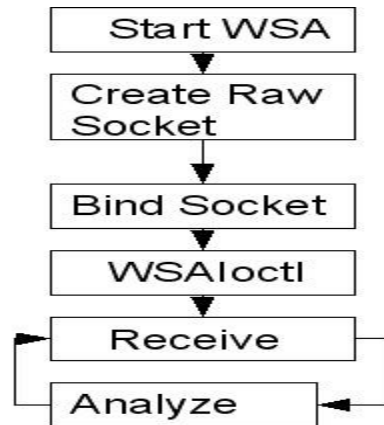 Start WSA
Create Raw
Socket
Bind Socket
WSAIoctl
Receive
Analyze